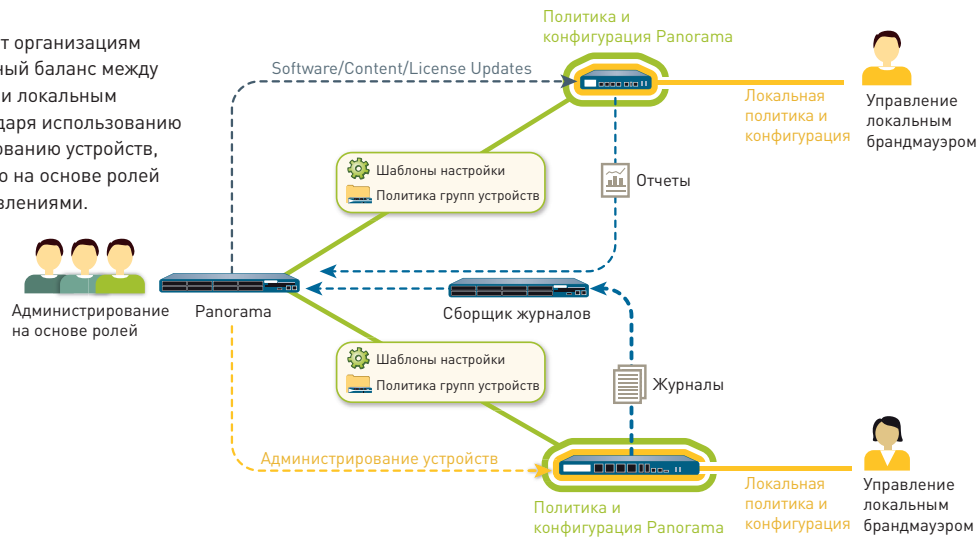 т организациям
ный баланс между
и локальным
даря использованию
ованию устройств,
о на основе ролей
влениями.
Политика и
конфигурация Panorama
Software/Content/License Updates
Локальная
политика и
конфигурация
Управление
локальным
брандмауэром
Шаблоны настройки
Политика групп устройств
Отчеты
Администрирование
на основе ролей
Panorama
Сборщик журналов
Шаблоны настройки
Политика групп устройств
Журналы
Администрирование устройств
Политика и
конфигурация Panorama
Локальная
политика и
конфигурация
Управление
локальным
брандмауэром